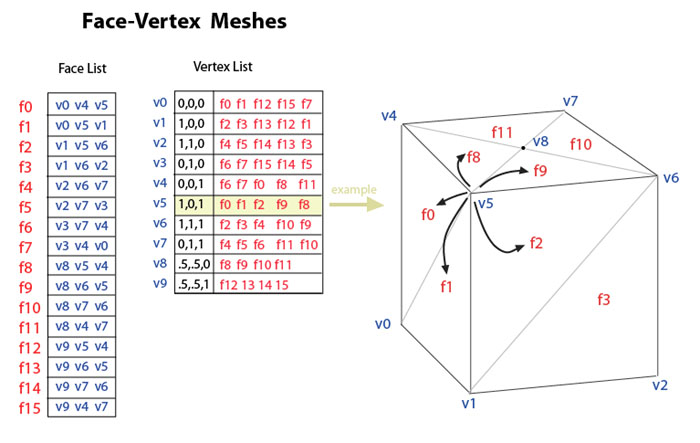 Face-Vertex Meshes
Face List
f0 v0 v4 v5
f1 v0 v5 v1
f2 v1 v5 v6
f3 v1 v6 v2
f4 v2 v6 v7
f5 v2 v7 v3
f6 v3 v7 v4
f7 v3 v4 v0
f8 v8 v5 v4
f9 v8 v6 v5
f10 v8 v7 v6
f11 v8 v4 v7
f12 v9 v5 v4
f13 v9 v6 v5
f14 v9 v7 v6
f15 v9 v4 v7
Vertex List
v0 0,0,0 f0 f1 f12 f15 f7
v1 1,0,0 f2 f3 f13 f12 f1
v2 1,1,0 f4 f5 f14 f13 f3
v3 0,1,0 f6 f7 f15 f14 f5
v4 0,0,1 f6 f7 f0 f8 f11
v5 1,0,1 f0 f1 f2 f9 f8
v6 1,1,1 f2 f3 f4 f10 f9
v7 0,1,1 f4 f5 f6 f11 f10
v8 .5,.5,0 f8 f9 f10 f11
v9 .5,.5,1 f12 13 14 15
example
v7
v4
f11
v8
f10
f8
f9
v6
v5
f0
f2
f1
f3
v0
v2
v1